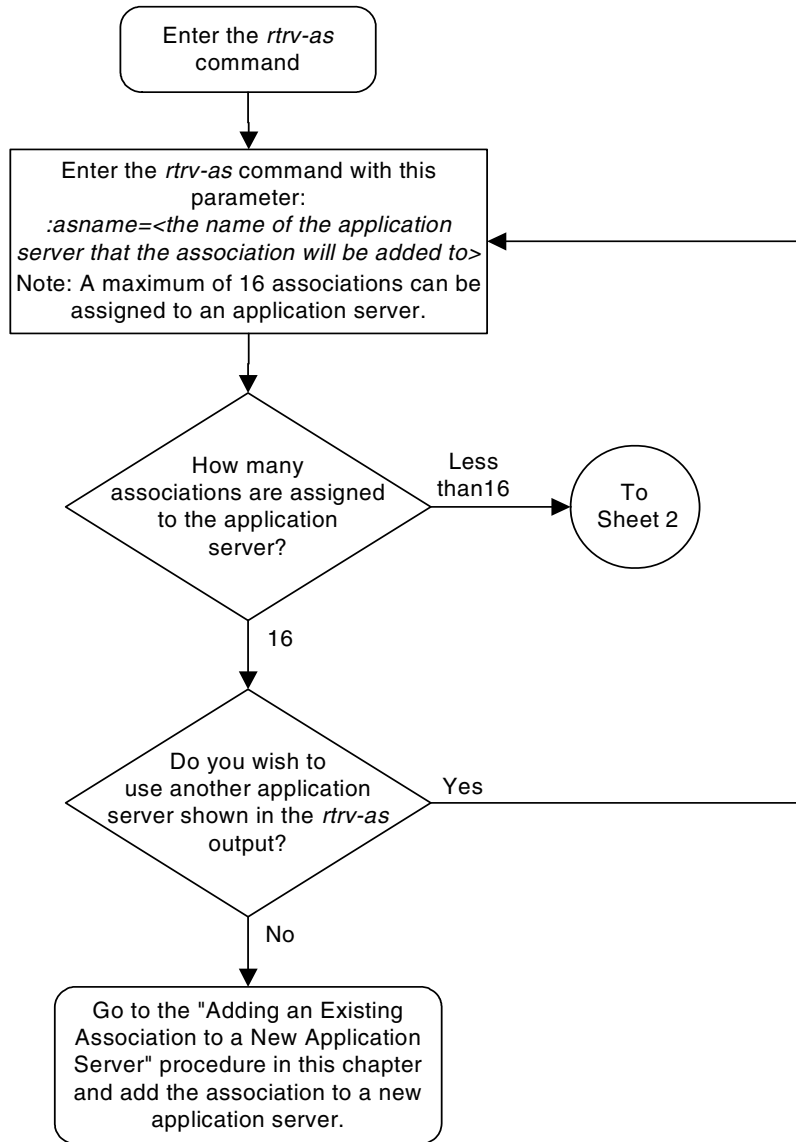 Enter the rtrv-as
command
Enter the rtrv-as command with this
parameter:
:asname=<the name of the application
server that the association will be added to>
Note: A maximum of 16 associations can be
assigned to an application server.
How many
associations are assigned
to the application
server?
Less
than16
To
Sheet 2
16
Do you wish to
use another application
server shown in the rtrv-as
output?
Yes
No
Go to the "Adding an Existing
Association to a New Application
Server" procedure in this chapter
and add the association to a new
application server.